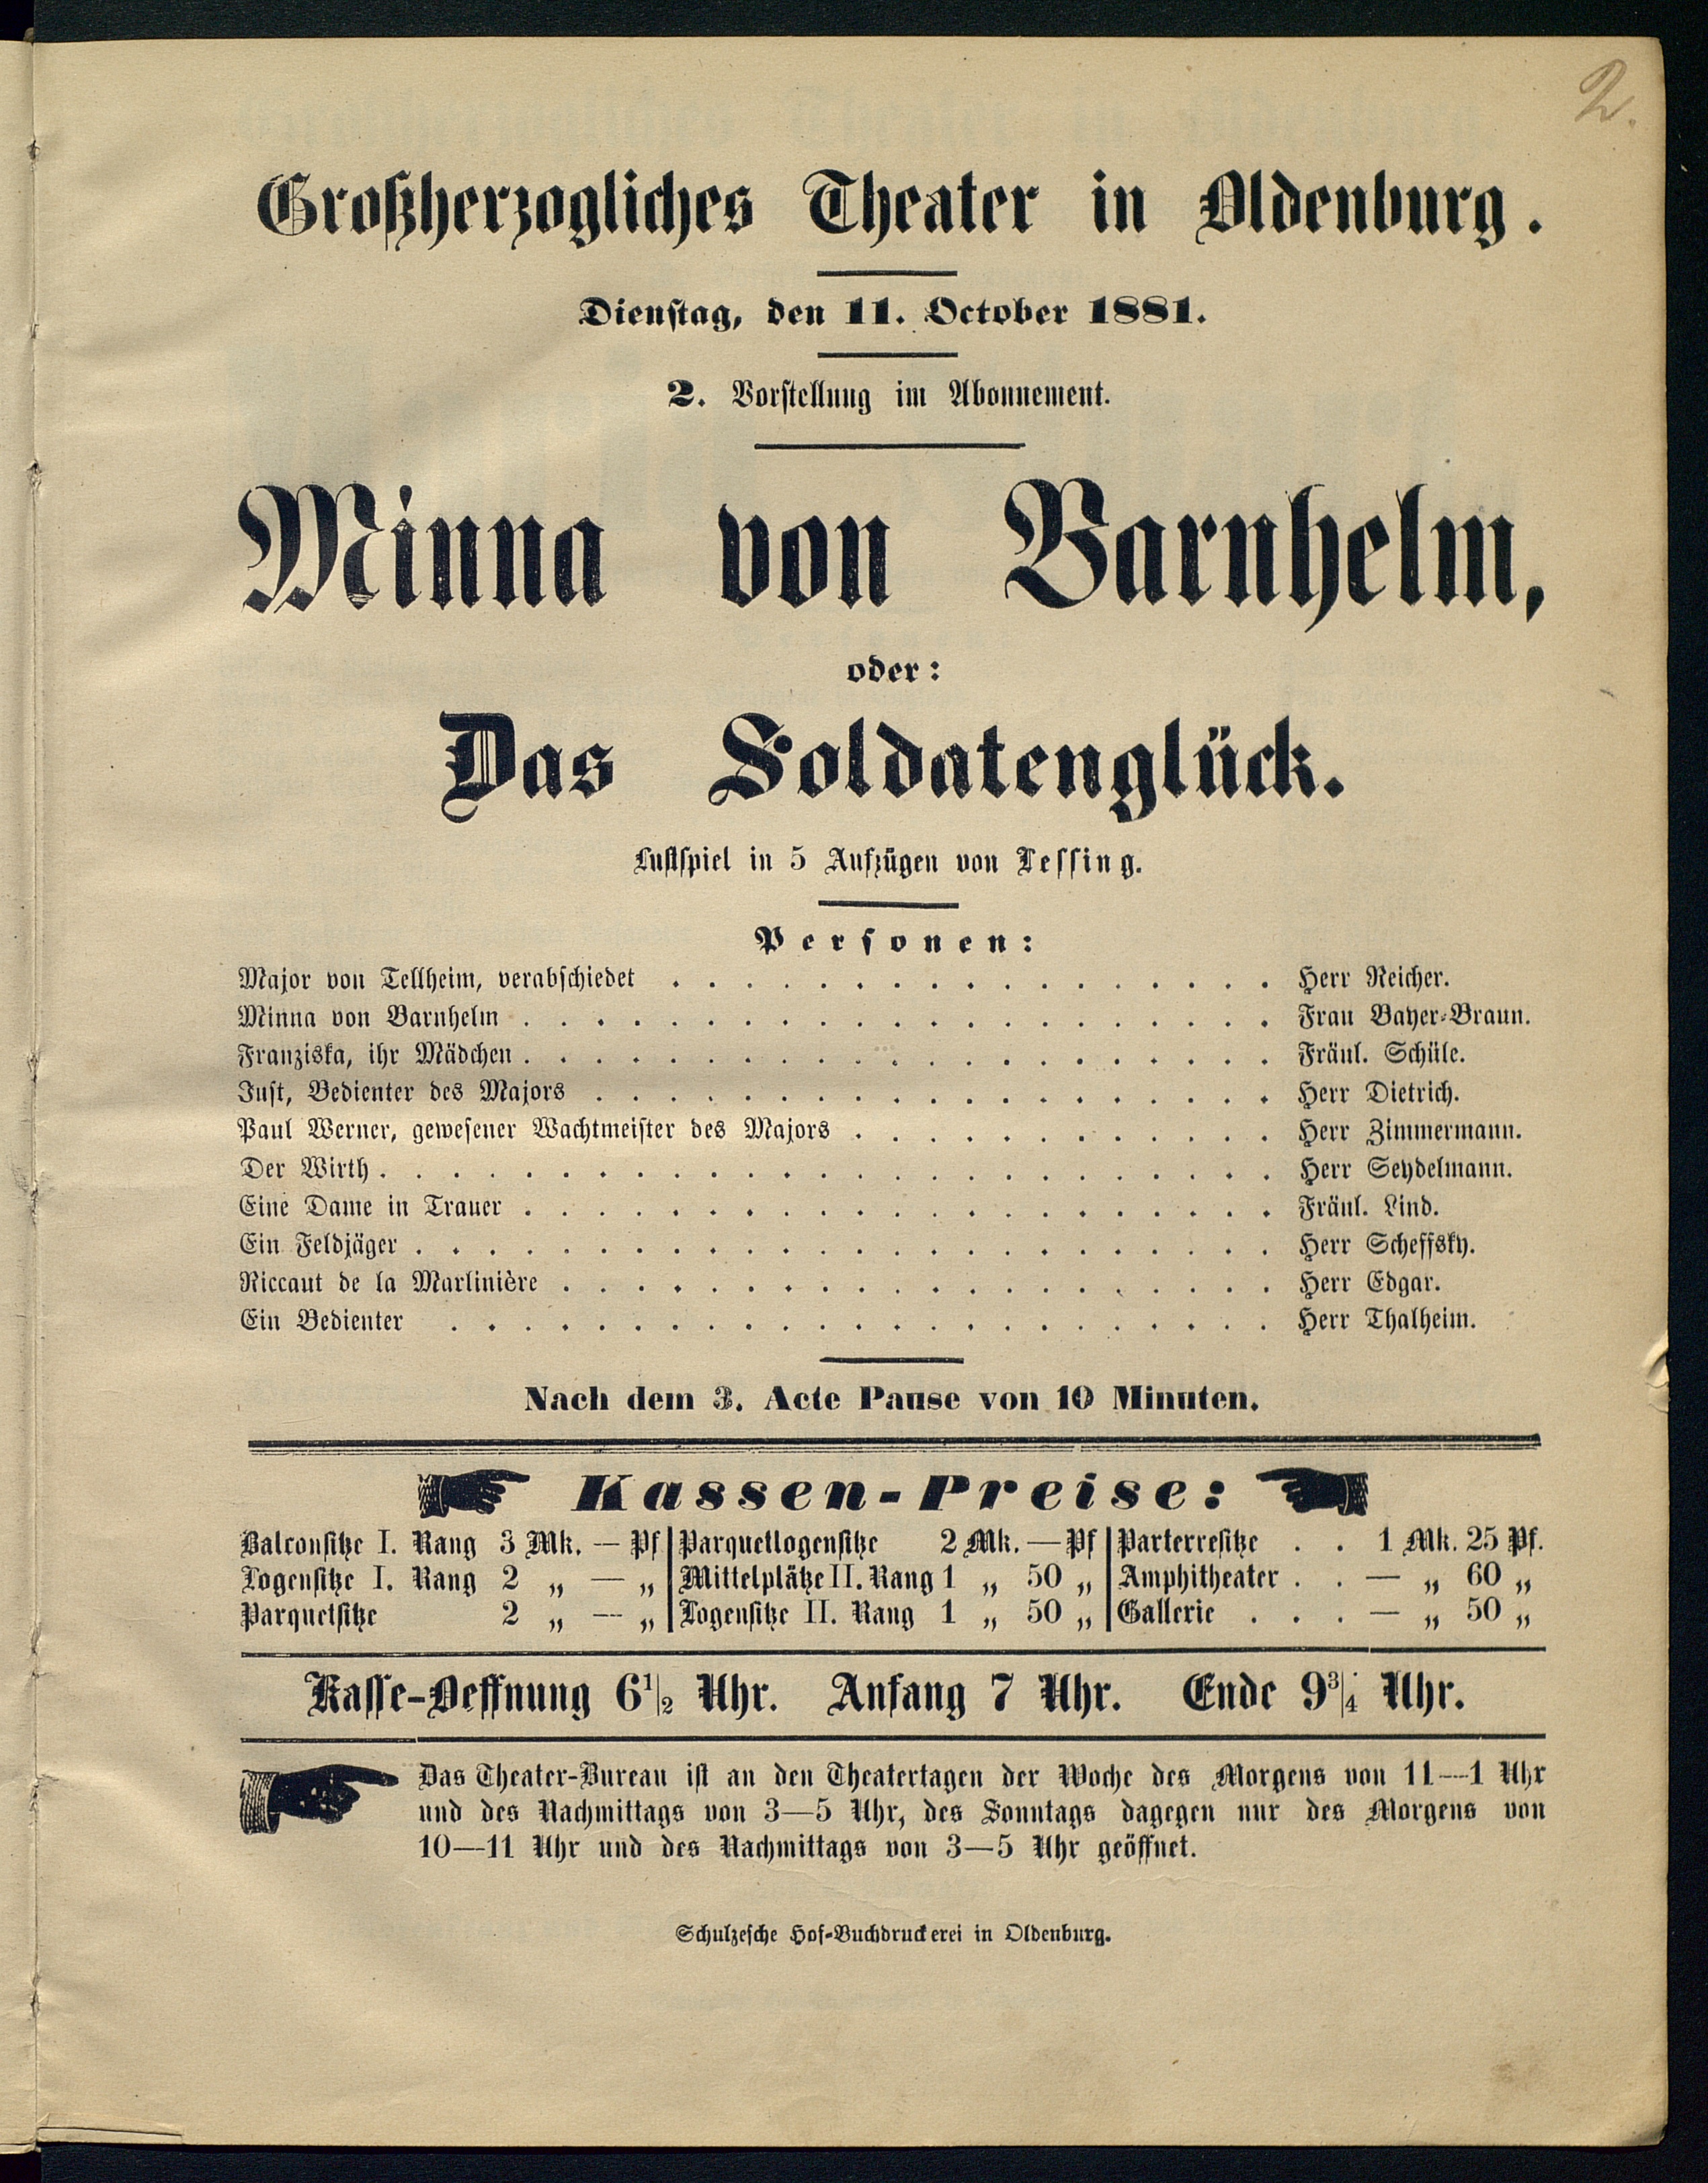 2.
Großherzogliches Theater in Oldenburg.
Dienstag, den 11. October 1881.
2. Vorstellung im Abonnement.
Minna von Barnhelm,
oder:
Das Soldatenglück.
Lustspiel in 5 Aufzügen von Lessing.
Personen:
Major von Tellheim, verabschiedet . . . . . . . . . . . . . . . . . Herr Reicher.
Minna von Barnhelm . . . . . . . . . . . . . . . . . . . . . Frau Bayer-Braun.
Franziska, ihr Mädchen . . . . . . . . . . . . . . . . . . . . . Fräul. Schüle.
Just, Bedienter des Majors . . . . . . . . . . . . . . . . . . . Herr Dietrich.
Paul Werner, gewesener Wachtmeister des Majors . . . . . . . . . . . . Herr Zimmermann.
Der Wirth . . . . . . . . . . . . . . . . . . . . . . . . . Herr Seydelmann.
Eine Dame in Trauer . . . . . . . . . . . . . . . . . . . . . Fräul. Lind.
Ein Feldjäger . . . . . . . . . . . . . . . . . . . . . . . . Herr Scheffsky.
Riccaut de la Marlinière . . . . . . . . . . . . . . . . . . . . Herr Edgar.
Ein Bedienter . . . . . . . . . . . . . . . . . . . . . . . Herr Thalheim.
Nach dem 3. Acte Pause von 10 Minuten.
Kassen-Preise:
Balconsitze I. Rang 3 Mk. — Pf. | Parquetlogensitze 2 Mk. — Pf | Parterresitze . . 1 Mk. 25 Pf.
Logensitze I. Rang 2 „ — „ | Mittelplätze II. Rang 1 „ 50 „ | Amphitheater . . — „ 60 „
Parquetsitze 2 „ — „ | Logensitze II. Rang 1 „ 50 „ | Gallerie . . . — „ 50 „
Kasse-Oeffnung 6½ Uhr. Anfang 7 Uhr. Ende 9¾ Uhr.
Das Theater-Bureau ist an den Theatertagen der Woche des Morgens von 11—1 Uhr
und des Nachmittags von 3—5 Uhr, des Sonntags dagegen nur des Morgens von
10—11 Uhr und des Nachmittags von 3—5 Uhr geöffnet.
Schulzesche Hof-Buchdruckerei in Oldenburg.